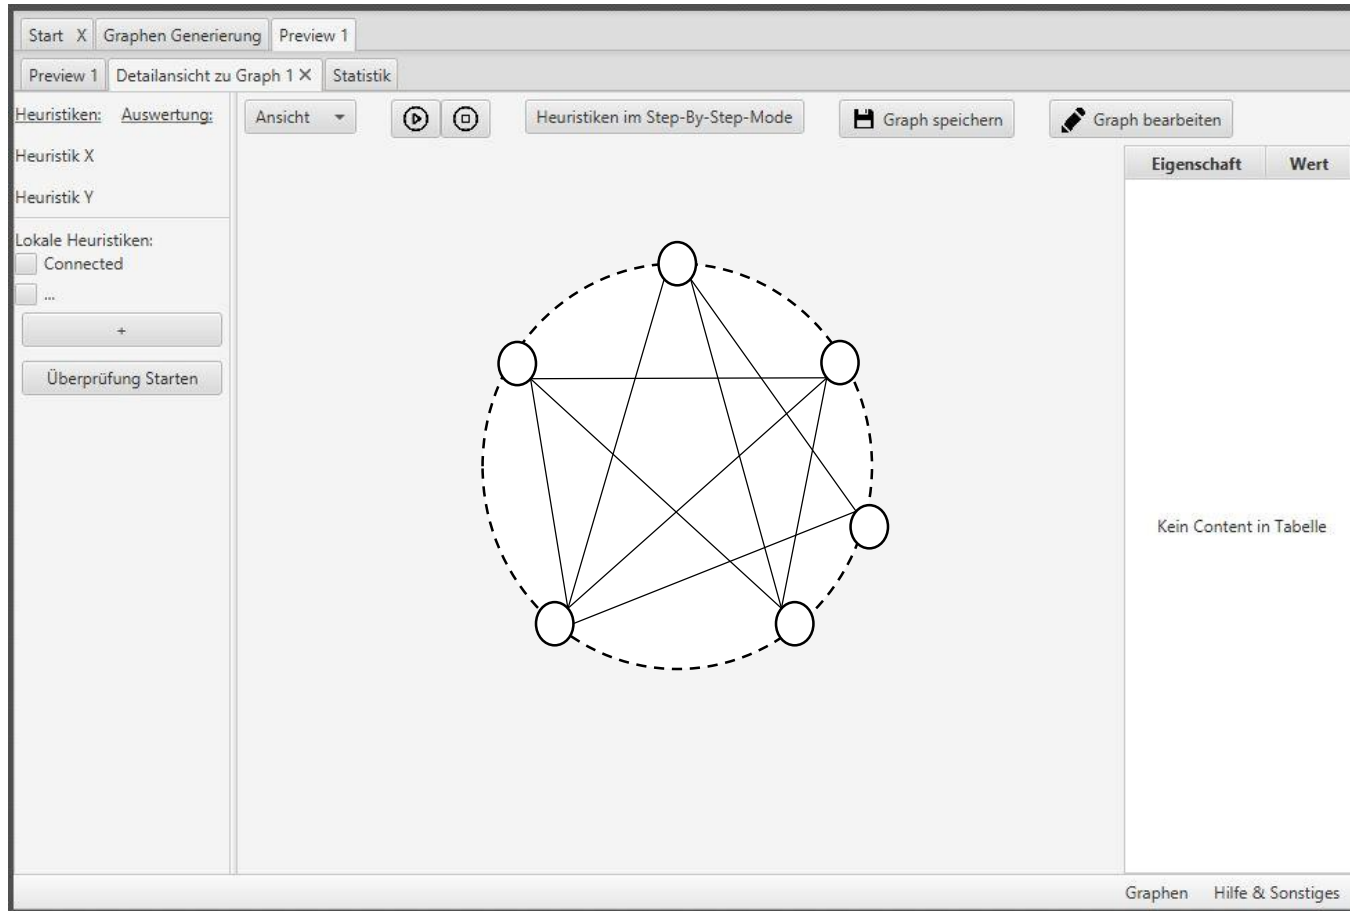 Start X Graphen Generierung Preview 1
Preview 1 Detailansicht zu Graph 1 X Statistik
Heuristiken: Auswertung:
Heuristik X
Heuristik Y
Lokale Heuristiken:
Connected
...
+
Überprüfung Starten
Ansicht Heuristiken im Step-By-Step-Mode Graph speichern Graph bearbeiten
Eigenschaft Wert
Kein Content in Tabelle
Graphen Hilfe & Sonstiges